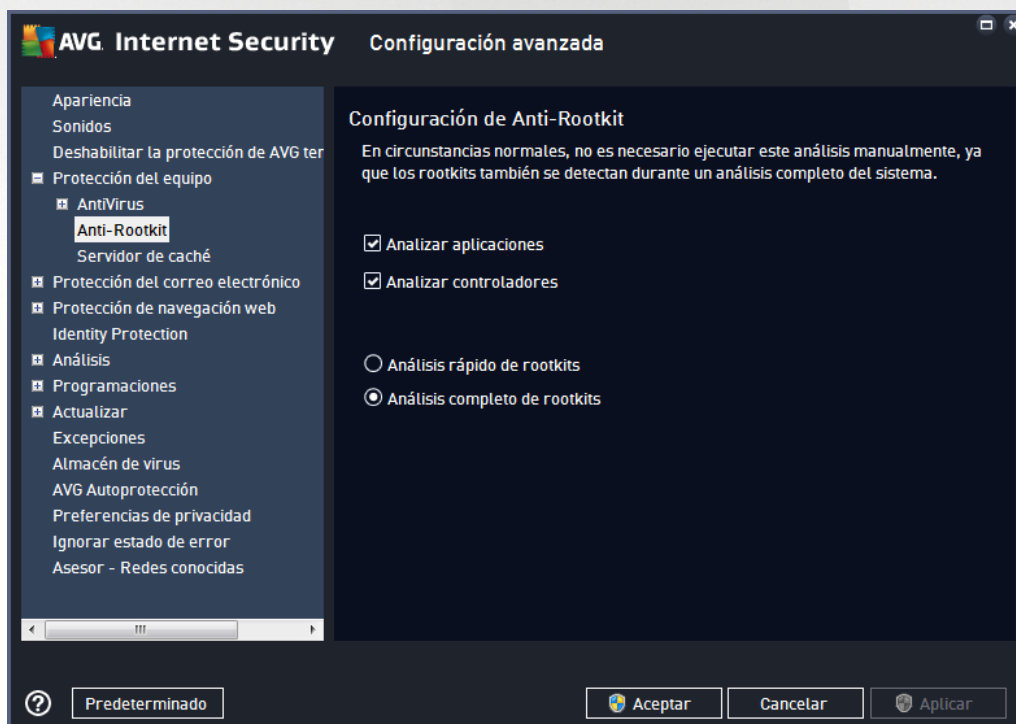 AVG Internet Security
Configuración avanzada
Apariencia
Sonidos
Deshabilitar la protección de AVG ter
Protección del equipo
AntiVirus
Anti-Rootkit
Servidor de caché
Protección del correo electrónico
Protección de navegación web
Identity Protection
Análisis
Programaciones
Actualizar
Excepciones
Almacén de virus
AVG Autoprotección
Preferencias de privacidad
Ignorar estado de error
Asesor - Redes conocidas
Configuración de Anti-Rootkit
En circunstancias normales, no es necesario ejecutar este análisis manualmente, ya
que los rootkits también se detectan durante un análisis completo del sistema.
Analizar aplicaciones
Analizar controladores
Análisis rápido de rootkits
Análisis completo de rootkits
Predeterminado
Aceptar
Cancelar
Aplicar